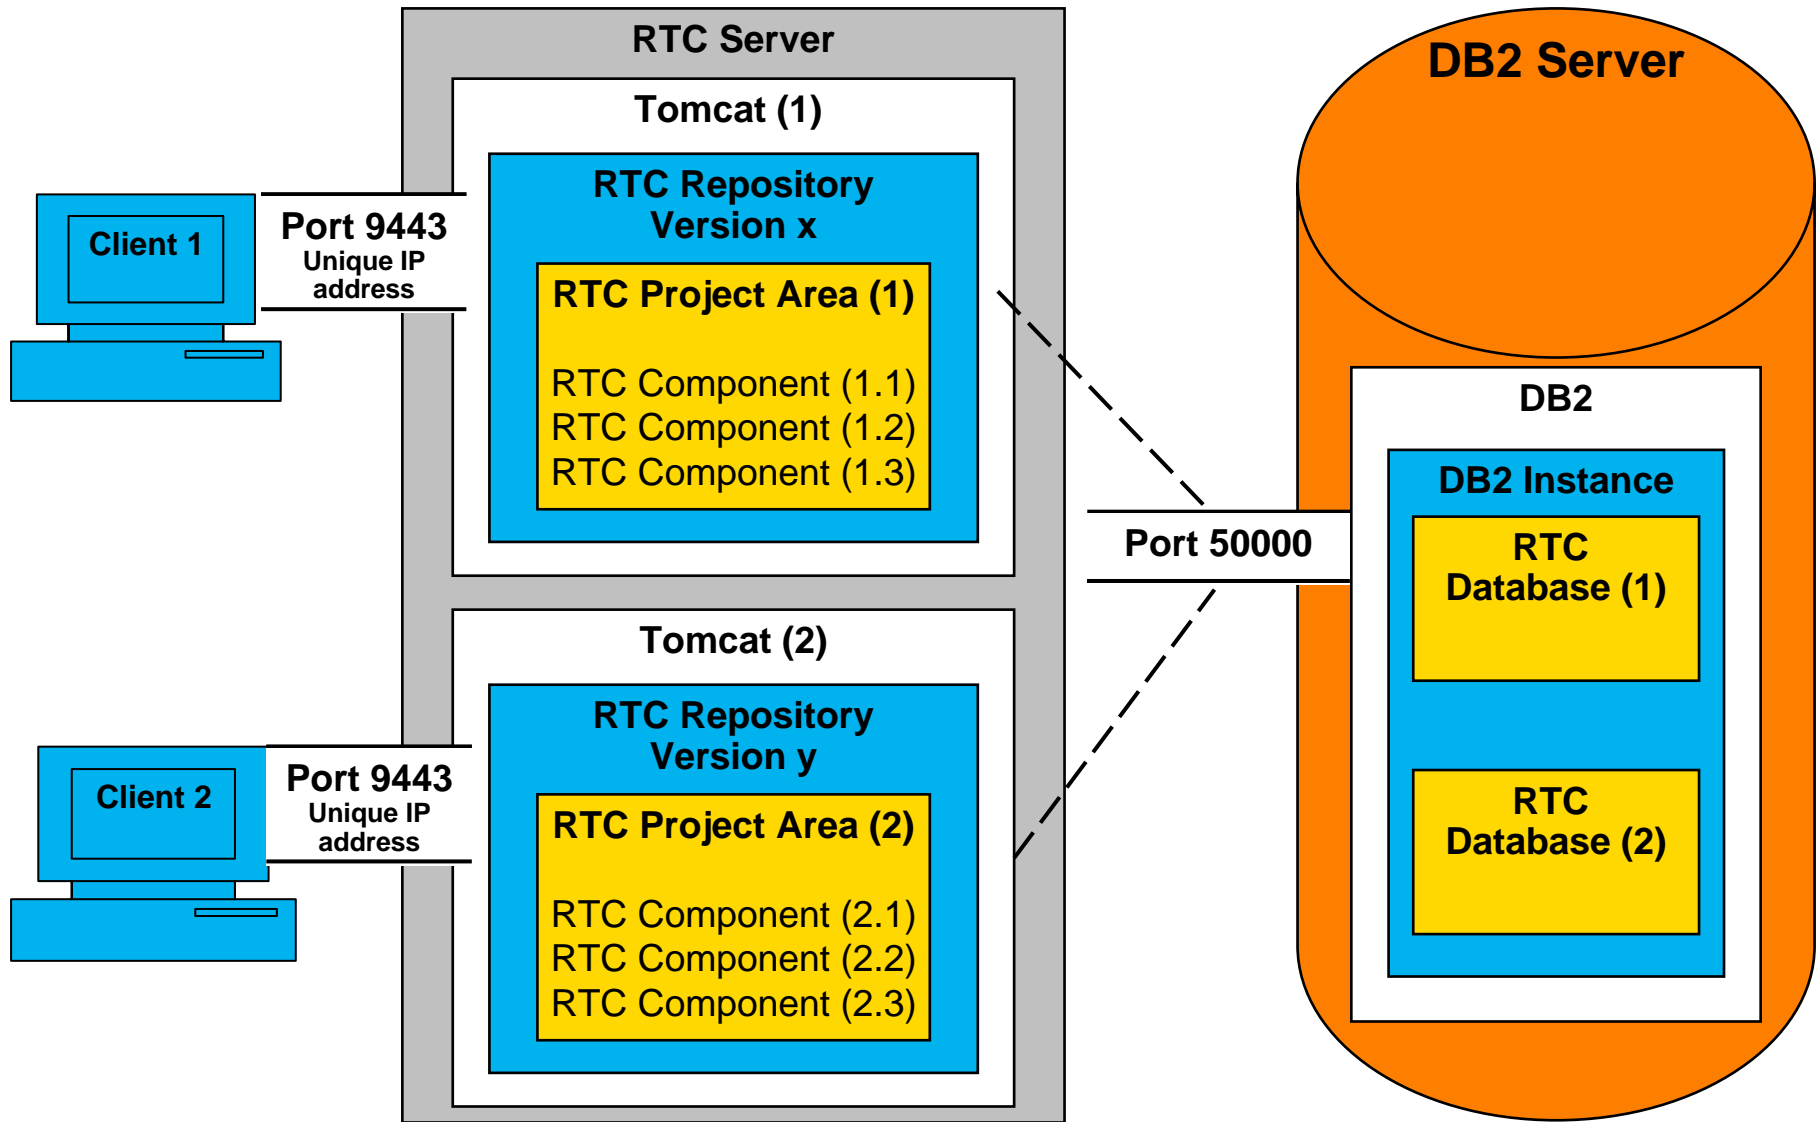 RTC Server
Tomcat (1)
RTC Repository
Version x
RTC Project Area (1)
RTC Component (1.1)
RTC Component (1.2)
RTC Component (1.3)
Client 1
Port 9443
Unique IP
address
Tomcat (2)
RTC Repository
Version y
RTC Project Area (2)
RTC Component (2.1)
RTC Component (2.2)
RTC Component (2.3)
Client 2
Port 9443
Unique IP
address
Port 50000
DB2 Server
DB2
DB2 Instance
RTC
Database (1)
RTC
Database (2)